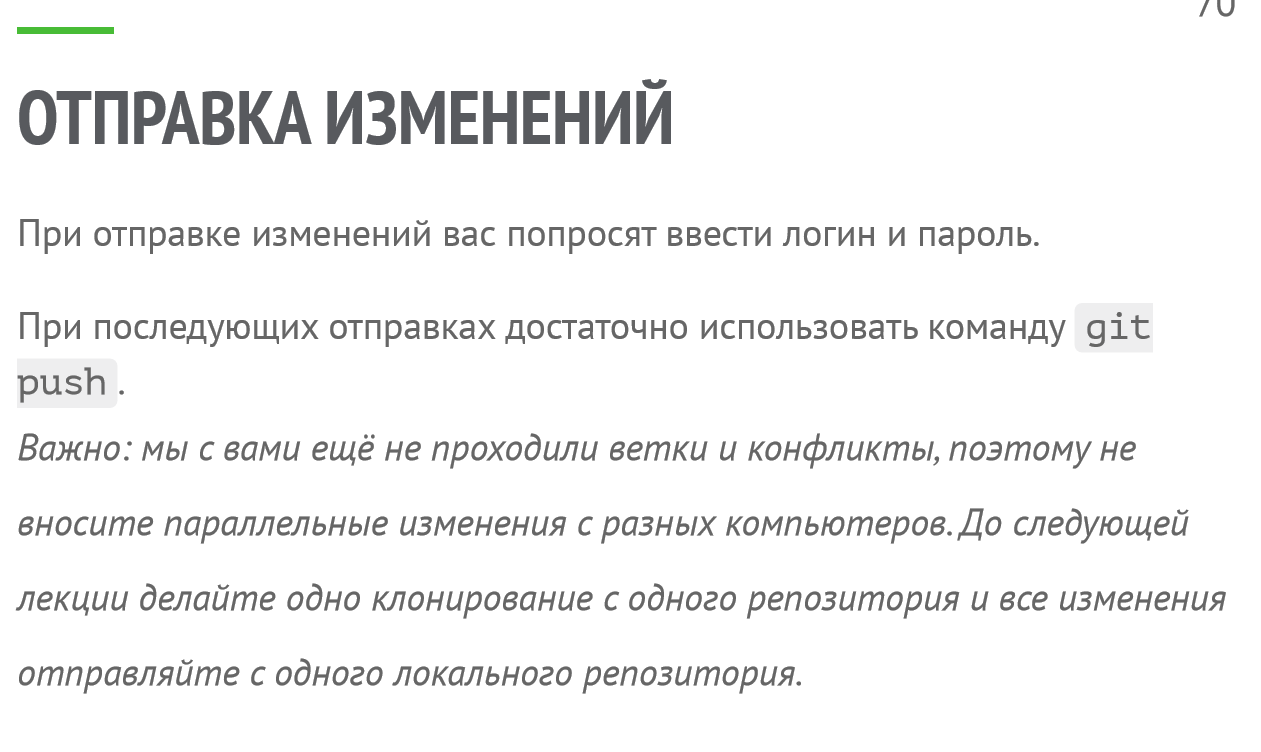 70
ОТПРАВКА ИЗМЕНЕНИЙ
При отправке изменений вас попросят ввести логин и пароль.
При последующих отправках достаточно использовать команду git
push .
Важно: мы с вами ещё не проходили ветки и конфликты, поэтому не
вносите параллельные изменения с разных компьютеров. До следующей
лекции делайте одно клонирование с одного репозитория и все изменения
отправляйте с одного локального репозитория.